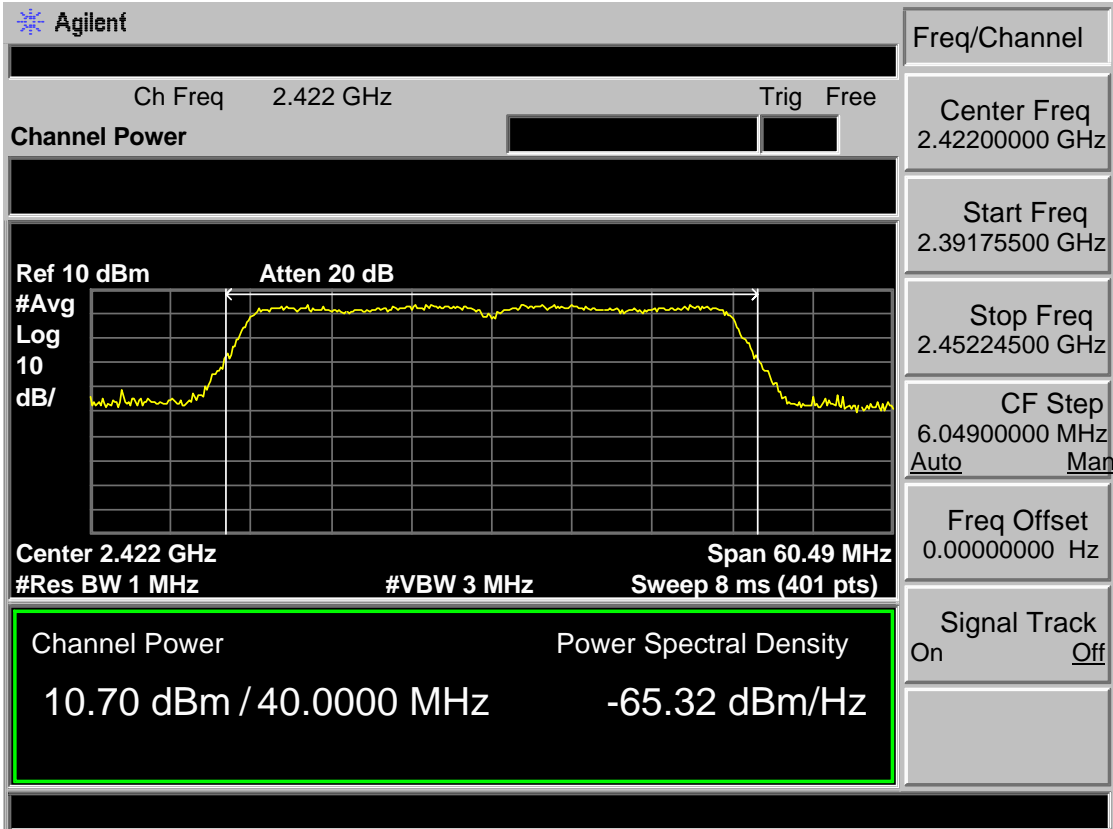 Agilent
Freq/Channel
Ch Freq 2.422 GHz Trig Free
Channel Power
Center Freq
2.42200000 GHz
Start Freq
2.39175500 GHz
Stop Freq
2.45224500 GHz
CF Step
6.04900000 MHz
Auto Man
Freq Offset
0.00000000 Hz
Signal Track
On Off
Ref 10 dBm Atten 20 dB
#Avg
Log
10
dB/
Center 2.422 GHz Span 60.49 MHz
#Res BW 1 MHz #VBW 3 MHz Sweep 8 ms (401 pts)
Channel Power Power Spectral Density
10.70 dBm / 40.0000 MHz -65.32 dBm/Hz